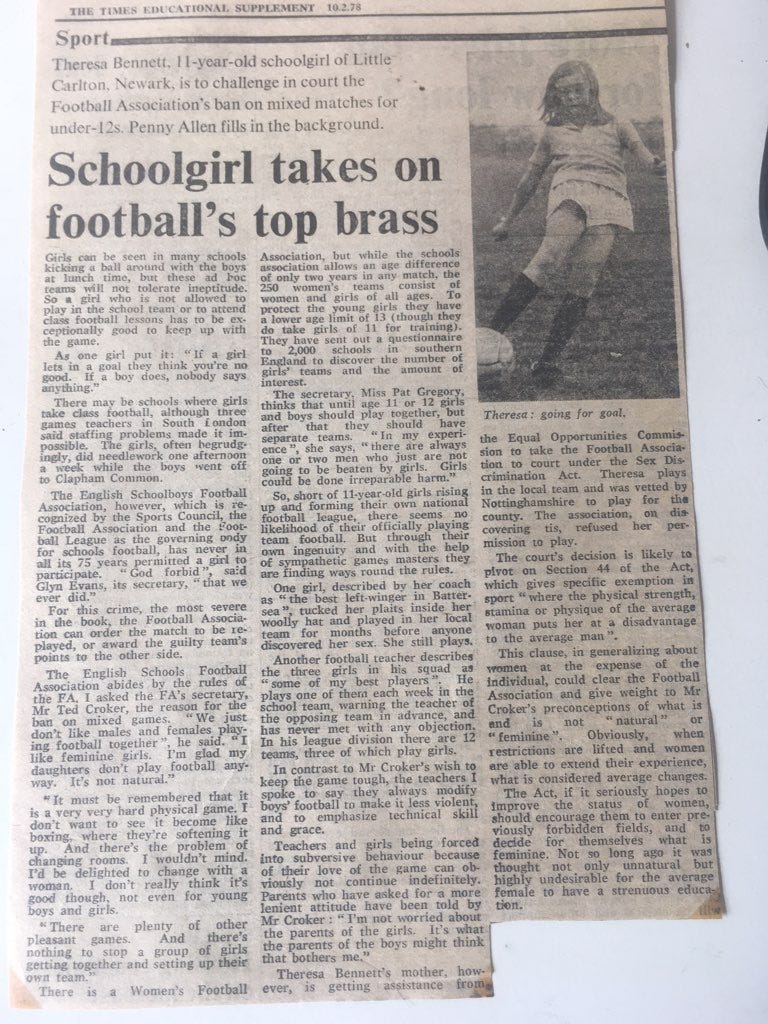 THE TIMES EDUCATIONAL SUPPLEMENT 10.2.78
Sport
Theresa Bennett, 11-year-old schoolgirl of Little
Carlton, Newark, is to challenge in court the
Football Association's ban on mixed matches for
under-12s. Penny Allen fills in the background.
Schoolgirl takes on
football's top brass
Girls can be seen in many schools
kicking a ball around with the boys
at lunch time, but these ad hoc
teams will not tolerate ineptitude.
So a girl who is not allowed to
play in the school team or to attend
class football lessons has to be ex-
ceptionally good to keep up with
the game.
As one girl put it: "If a girl
lets in a goal they think you're no
good. If a boy does, nobody says
anything."
There may be schools where girls
take class football, although three
games teachers in South London
said staffing problems made it im-
possible. The girls, often begrudg-
ingly, did needlework one afternoon
a week while the boys went off
to Clapham Common.
The English Schoolboys Football
Association, however, which is re-
cognized by the Sports Council, the
Football Association and the Foot-
ball League as the governing body
for schools football, has never in
all its 75 years permitted a girl to
participate. "God forbid", said
Glyn Evans, its secretary, "that we
ever did."
For this crime, the most severe
in the book, the Football Associa-
tion can order the match to be re-
played, or award the guilty team's
points to the other side.
The English Schools Football
Association abides by the rules of
the FA. I asked the FA's secretary,
Mr Ted Croker, the reason for the
ban on mixed games. "We just
don't like males and females play-
ing football together", he said. "I
like feminine girls. I'm glad my
daughters don't play football any-
way. It's not natural."
"It must be remembered that it
is a very very hard physical game. I
don't want to see it become like
boxing, where they're softening it
up. And there's the problem of
changing rooms. I wouldn't mind.
I'd be delighted to change with a
woman. I don't really think it's
good though, not even for young
boys and girls.
"There are plenty of other
pleasant games. And there's
nothing to stop a group of girls
getting together and setting up their
own team."
There is a Women's Football
Association, but while the schools
association allows an age difference
of only two years in any match, the
250 women's teams consist of
women and girls of all ages. To
protect the young girls they have
a lower age limit of 13 (though they
do take girls of 11 for training).
They have sent out a questionnaire
to 2,000 schools in southern
England to discover the number of
girls' teams and the amount of
interest.
The secretary, Miss Pat Gregory,
thinks that until age 11 or 12 girls
and boys should play together, but
after that they should have
separate teams. "In my experi-
ence", she says, "there are always
one or two men who just are not
going to be beaten by girls. Girls
could be done irreparable harm."
So, short of 11-year-old girls rising
up and forming their own national
football league, there seems no
likelihood of their officially playing
team football. But through their
own ingenuity and with the help
of sympathetic games masters they
are finding ways round the rules.
One girl, described by her coach
as "the best left-winger in Batter-
sea", tucked her plaits inside her
woolly hat and played in her local
team for months before anyone
discovered her sex. She still plays.
Another football teacher describes
the three girls in his squad as
"some of my best players". He
plays one of them each week in the
school team, warning the teacher of
the opposing team in advance, and
has never met with any objection.
In his league division there are 12
teams, three of which play girls.
In contrast to Mr Croker's wish to
keep the game tough, the teachers I
spoke to say they always modify
boys' football to make it less violent,
and to emphasize technical skill
and grace.
Teachers and girls being forced
into subversive behaviour because
of their love of the game can ob-
viously not continue indefinitely.
Parents who have asked for a more
lenient attitude have been told by
Mr Croker: "I'm not worried about
the parents of the girls. It's what
the parents of the boys might think
that bothers me."
Theresa Bennett's mother, how-
ever, is getting assistance from
Theresa: going for goal.
the Equal Opportunities Commis-
sion to take the Football Associa-
tion to court under the Sex Dis-
crimination Act. Theresa plays
in the local team and was vetted by
Nottinghamshire to play for the
county. The association, on dis-
covering tis, refused her per-
mission to play.
The court's decision is likely to
pivot on Section 44 of the Act,
which gives specific exemption in
sport "where the physical strength,
stamina or physique of the average
woman puts her at a disadvantage
to the average man".
This clause, in generalizing about
women at the expense of the
individual, could clear the Football
Association and give weight to Mr
Croker's preconceptions of what is
and is not "natural" or
"feminine". Obviously, when
restrictions are lifted and women
are able to extend their experience,
what is considered average changes.
The Act, if it seriously hopes to
improve the status of women,
should encourage them to enter pre-
viously forbidden fields, and to
decide for themselves what is
feminine. Not so long ago it was
thought not only unnatural but
highly undesirable for the average
female to have a strenuous educa-
tion.